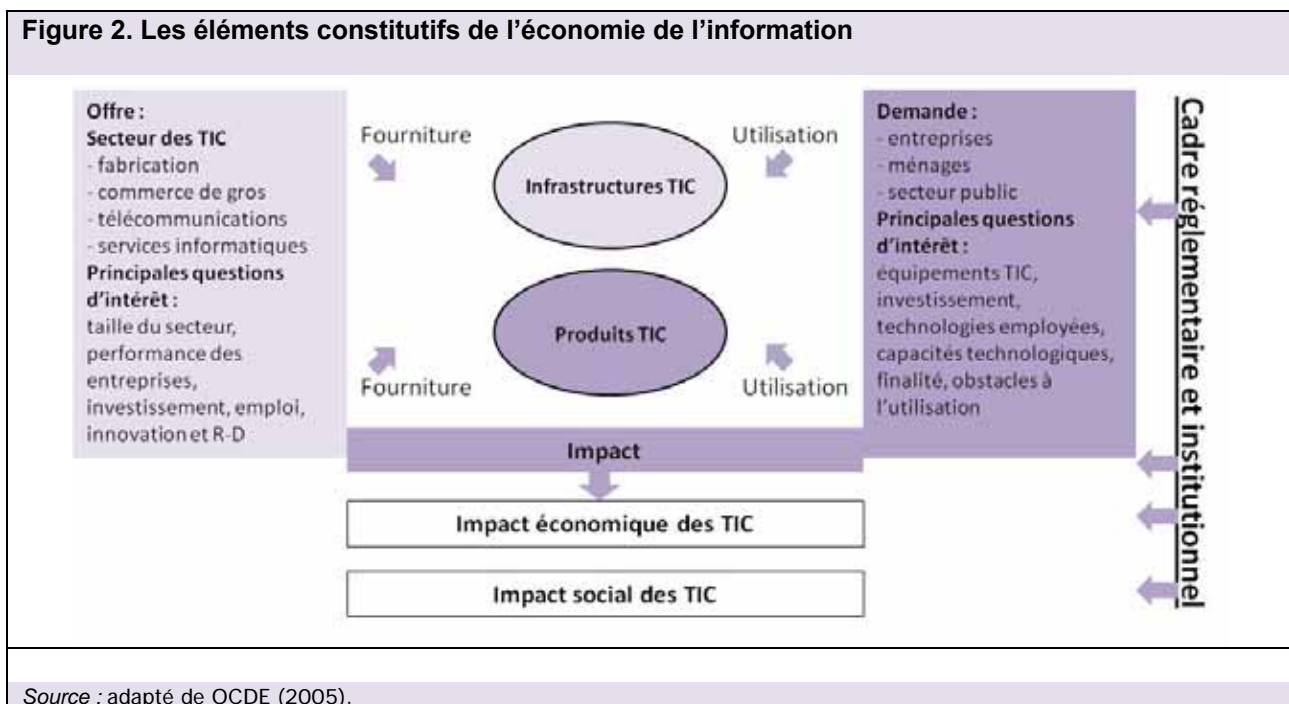 Figure 2. Les éléments constitutifs de l’économie de l’information
Offre :
Secteur des TIC
- fabrication
- commerce de gros
- télécommunications
- services informatiques
Principales questions
d’intérêt :
taille du secteur,
performance des
entreprises,
investissement, emploi,
innovation et R-D
Fourniture
Infrastructures TIC
Utilisation
Produits TIC
Fourniture
Utilisation
Demande :
- entreprises
- ménages
- secteur public
Principales questions
d’intérêt :
équipements TIC,
investissement,
technologies employées,
capacités technologiques,
finalité, obstacles à
l’utilisation
Cadre réglementaire et institutionnel
Impact
Impact économique des TIC
Impact social des TIC
Source : adapté de OCDE (2005).